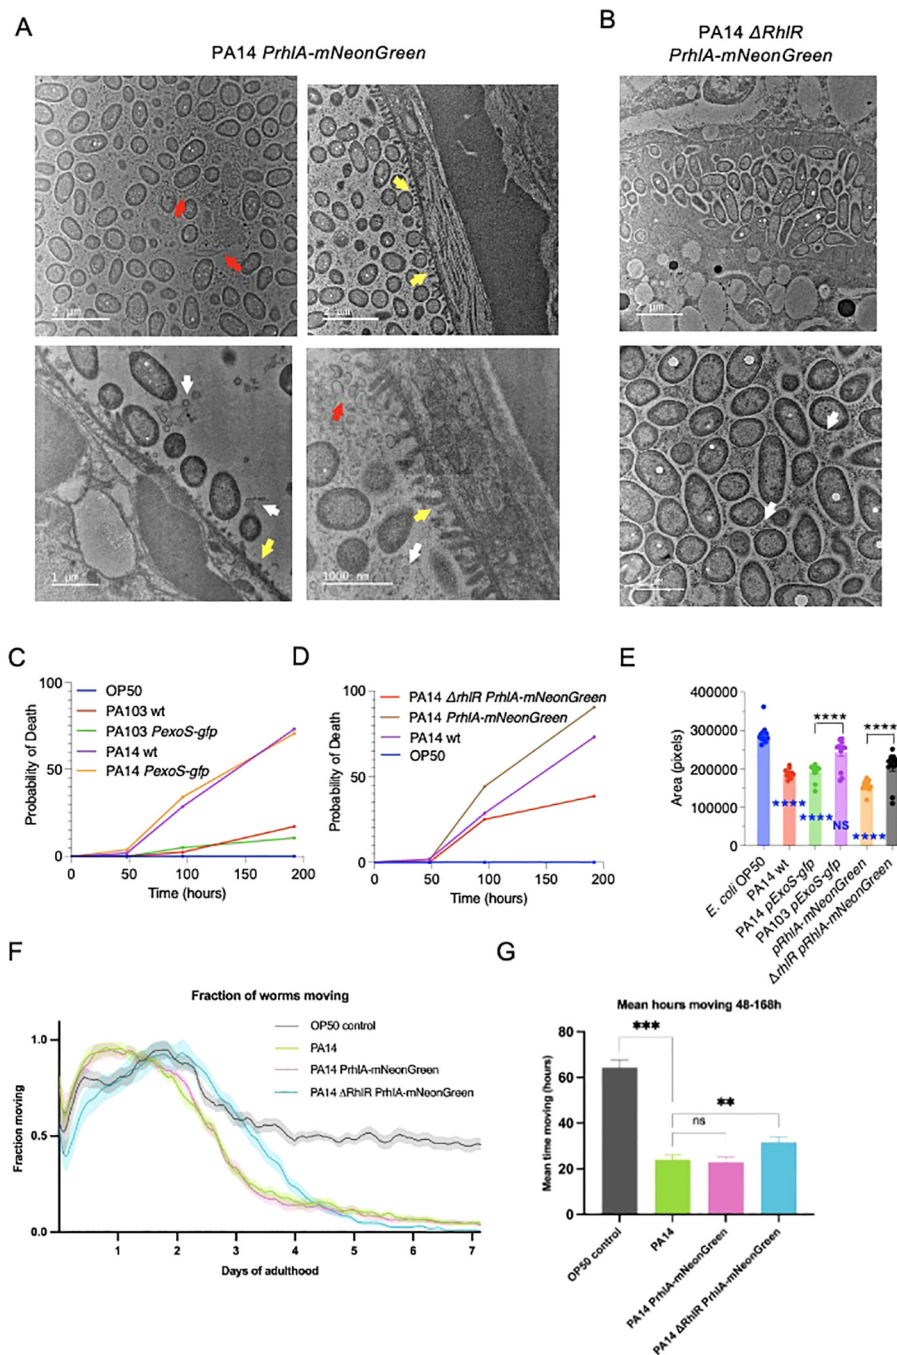 A
PA14 PrhlA-mNeonGreen
2 µm
2 µm
1 µm
1000 nm
B
PA14 ΔRhlR
PrhlA-mNeonGreen
2 µm
1 µm
C
Probability of Death
100
50
0
OP50
PA103 wt
PA103 PexoS-gfp
PA14 wt
PA14 PexoS-gfp
0 50 100 150 200
Time (hours)
D
Probability of Death
100
50
0
PA14 ΔrhlR PrhlA-mNeonGreen
PA14 PrhlA-mNeonGreen
PA14 wt
OP50
0 50 100 150 200
Time (hours)
E
Area (pixels)
400000
300000
200000
100000
0
★★★★
★★★★
★★★★
★★★★
NS
★★★★
E. coli OP50
PA14 wt
PA14 pExoS-gfp
PA103 pExoS-gfp
pRhlA-mNeonGreen
ΔrhlR pRhlA-mNeonGreen
F
Fraction of worms moving
Fraction moving
1.0
0.5
0.0
OP50 control
PA14
PA14 PrhlA-mNeonGreen
PA14 ΔRhlR PrhlA-mNeonGreen
1 2 3 4 5 6 7
Days of adulthood
G
Mean hours moving 48-168h
Mean time moving (hours)
80
60
40
20
0
***
**
ns
OP50 control
PA14
PA14 PrhlA-mNeonGreen
PA14 ΔRhlR PrhlA-mNeonGreen